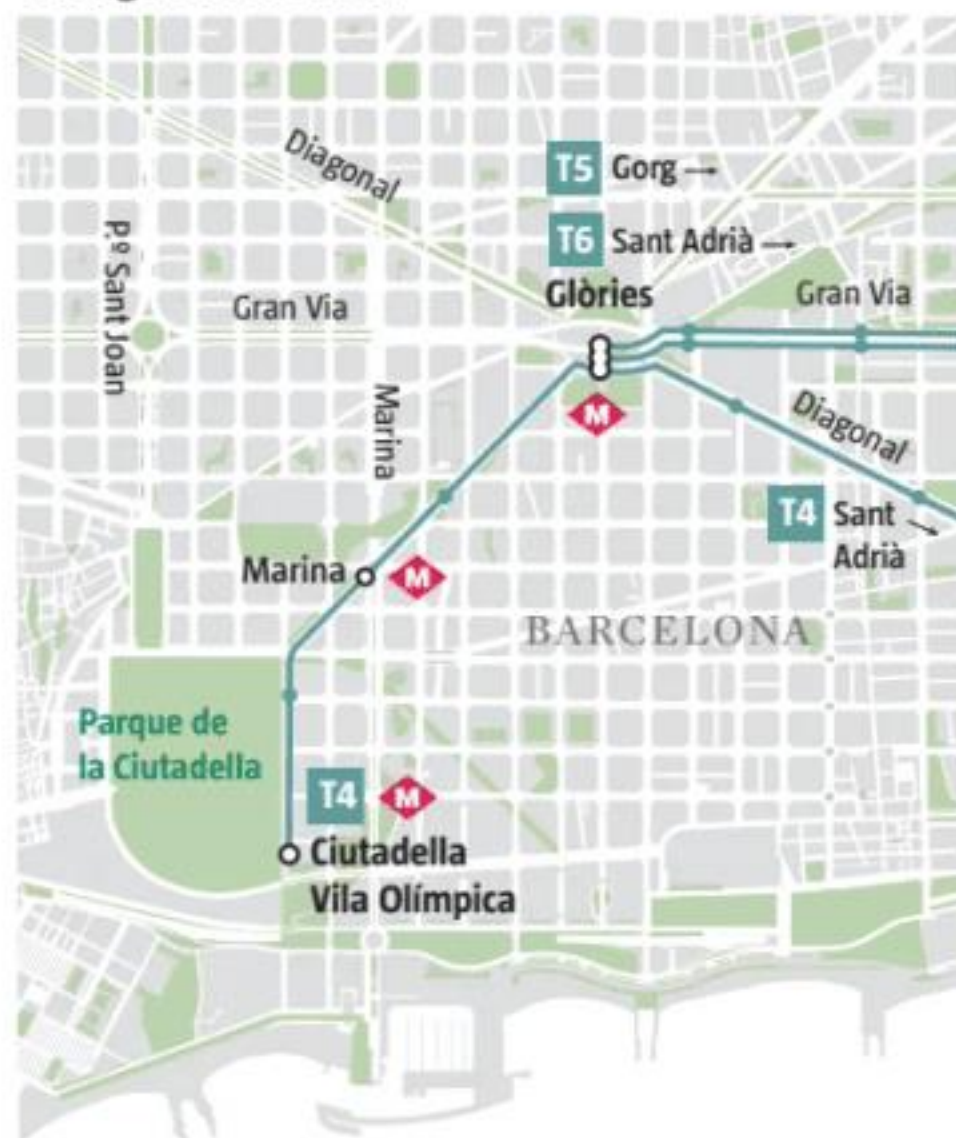 Diagonal
T5 Gorg →
T6 Sant Adrià →
Glòries
Gran Via
Gran Via
P.º Sant Joan
Marina
M
Diagonal
T4 Sant
Adrià →
Marina
M
BARCELONA
Parque de
la Ciutadella
T4
M
Ciutadella
Vila Olímpica